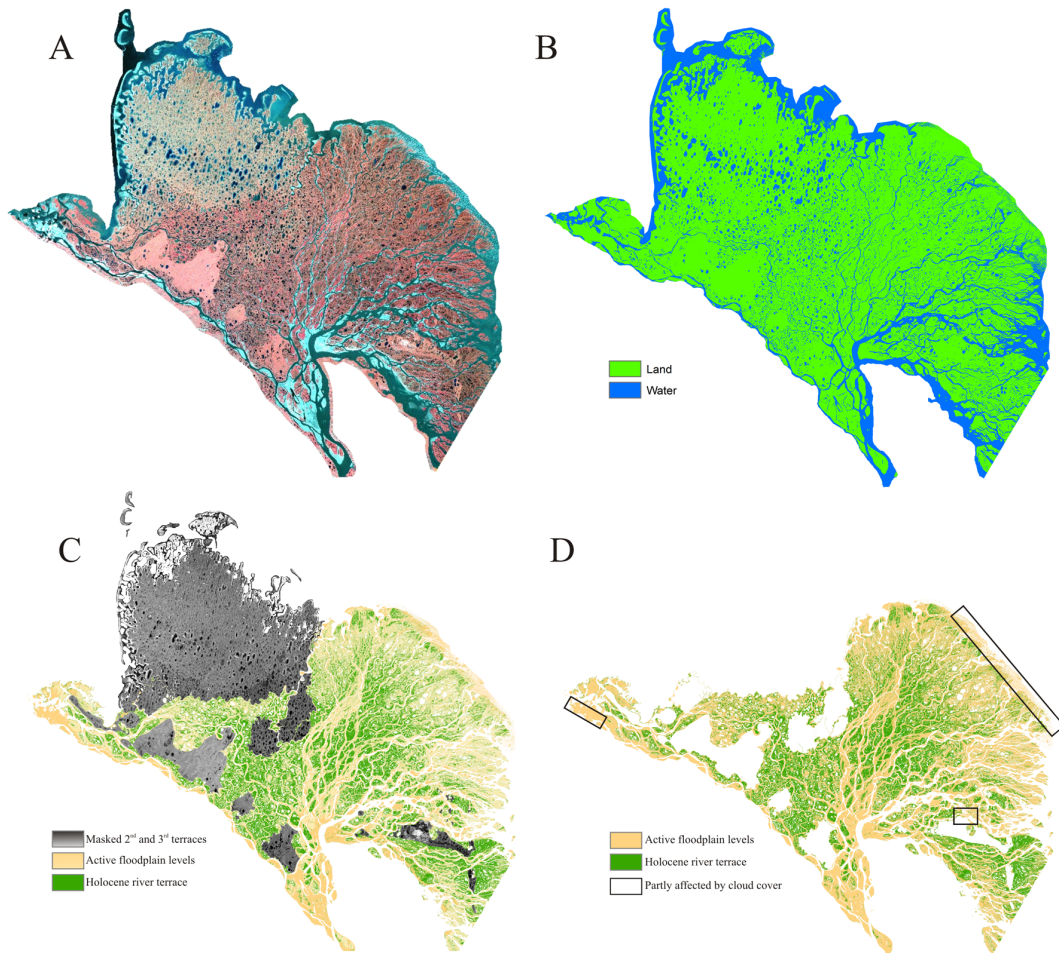 A
B
Land
Water
C
D
Masked 2nd and 3rd terraces
Active floodplain levels
Holocene river terrace
Active floodplain levels
Holocene river terrace
Partly affected by cloud cover